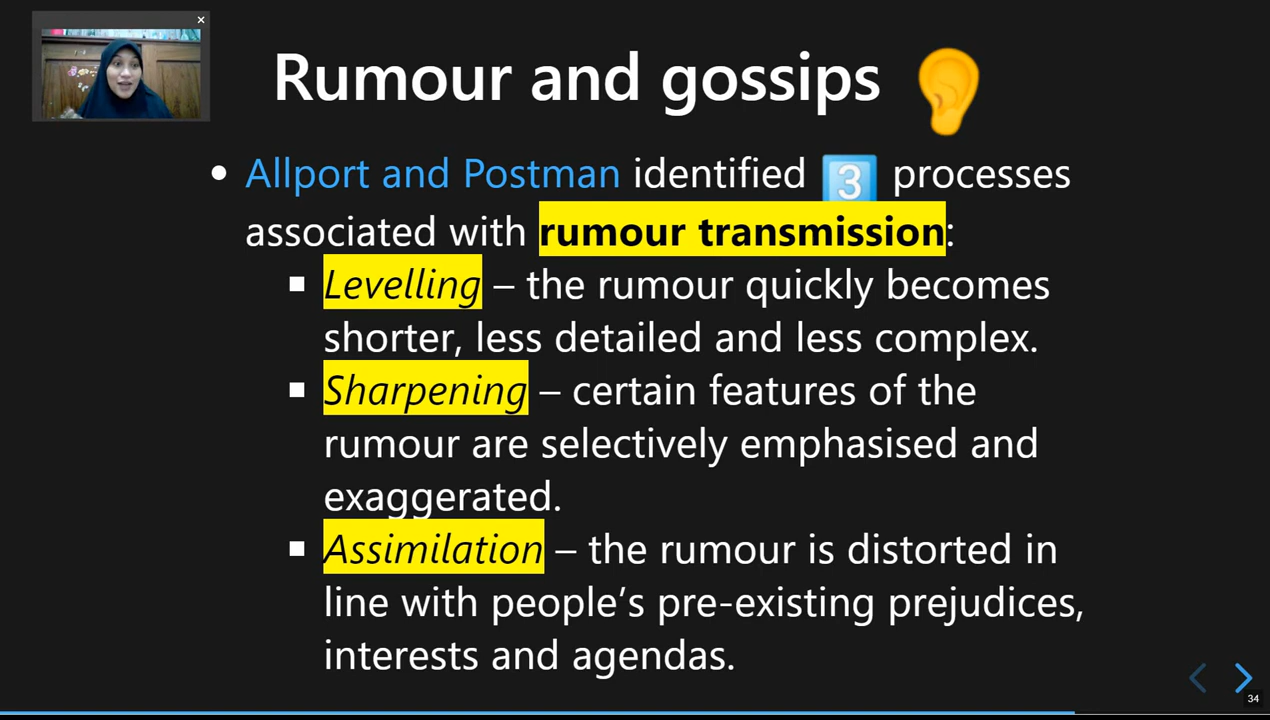 Rumour and gossips
• Allport and Postman identified 3 processes
associated with rumour transmission:
▪ Levelling – the rumour quickly becomes
shorter, less detailed and less complex.
▪ Sharpening – certain features of the
rumour are selectively emphasised and
exaggerated.
▪ Assimilation – the rumour is distorted in
line with people’s pre-existing prejudices,
interests and agendas.
34